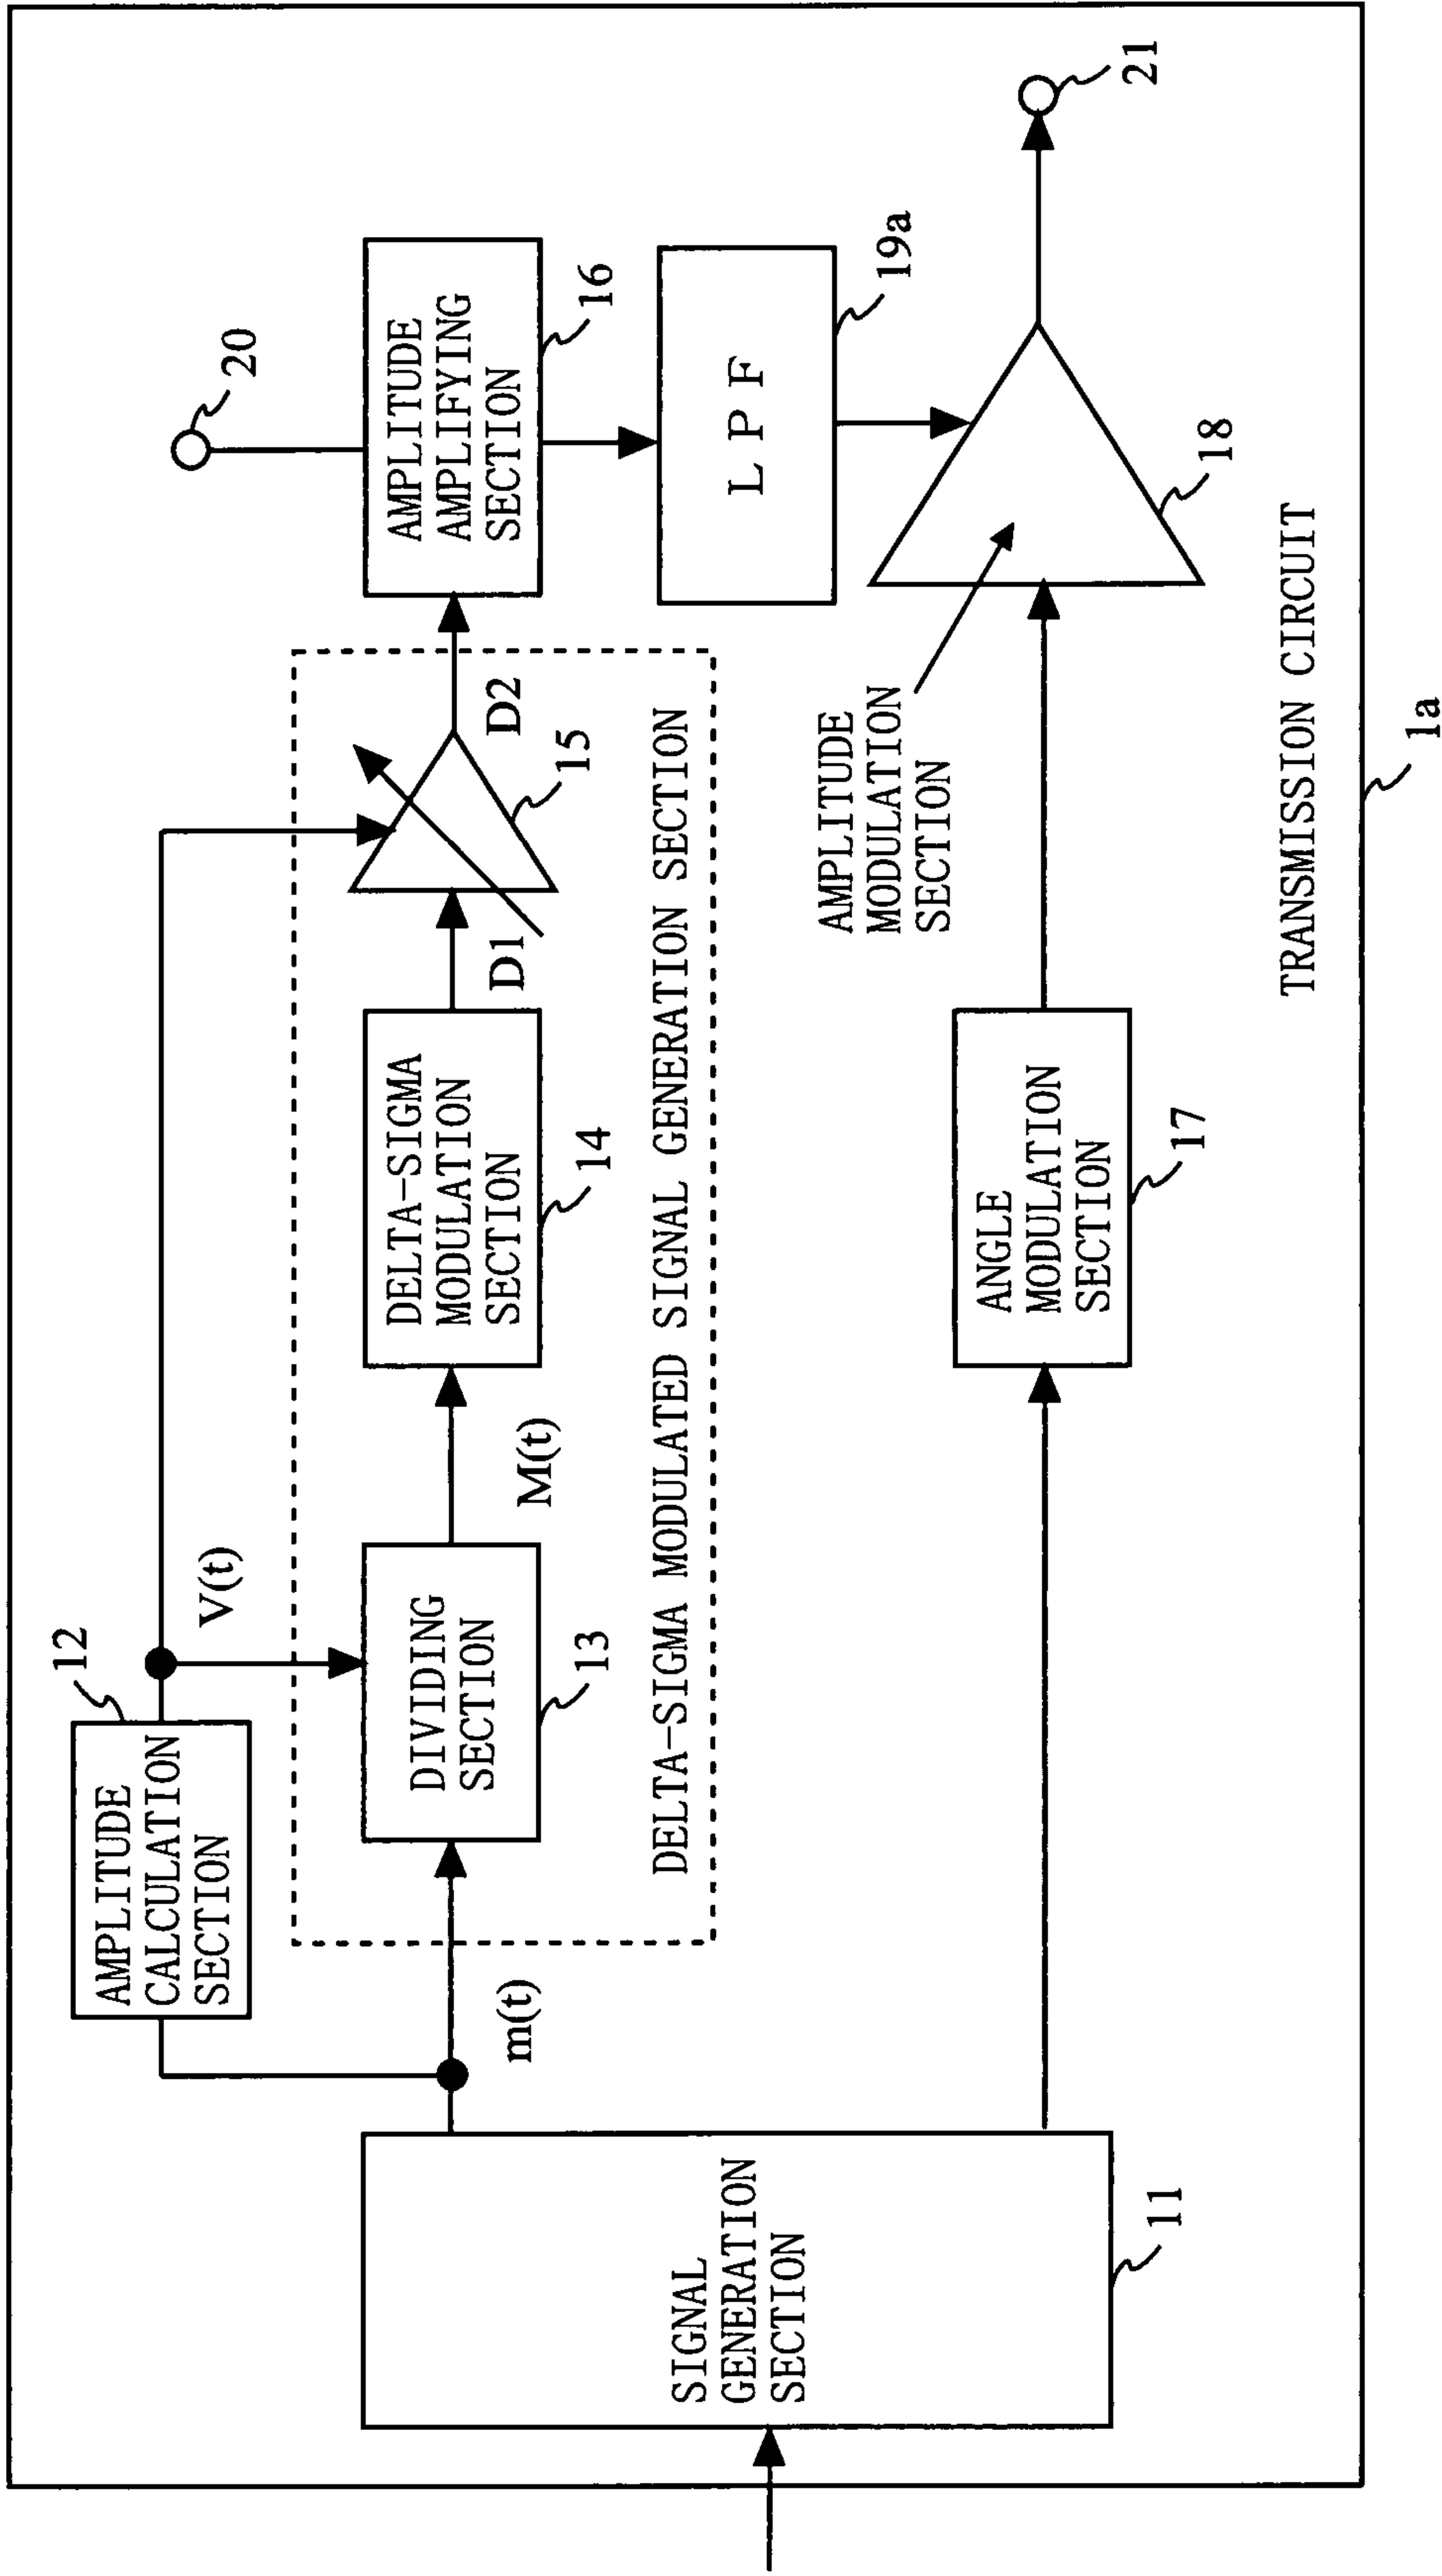 12
AMPLITUDE
CALCULATION
SECTION
V(t)
20
m(t)
DIVIDING
SECTION
13
M(t)
DELTA-SIGMA
MODULATION
SECTION
14
D1
15
D2
AMPLITUDE
AMPLIFYING
SECTION
16
DELTA-SIGMA MODULATED SIGNAL GENERATION SECTION
L P F
19a
SIGNAL
GENERATION
SECTION
11
ANGLE
MODULATION
SECTION
17
AMPLITUDE
MODULATION
SECTION
18
21
TRANSMISSION CIRCUIT
1a